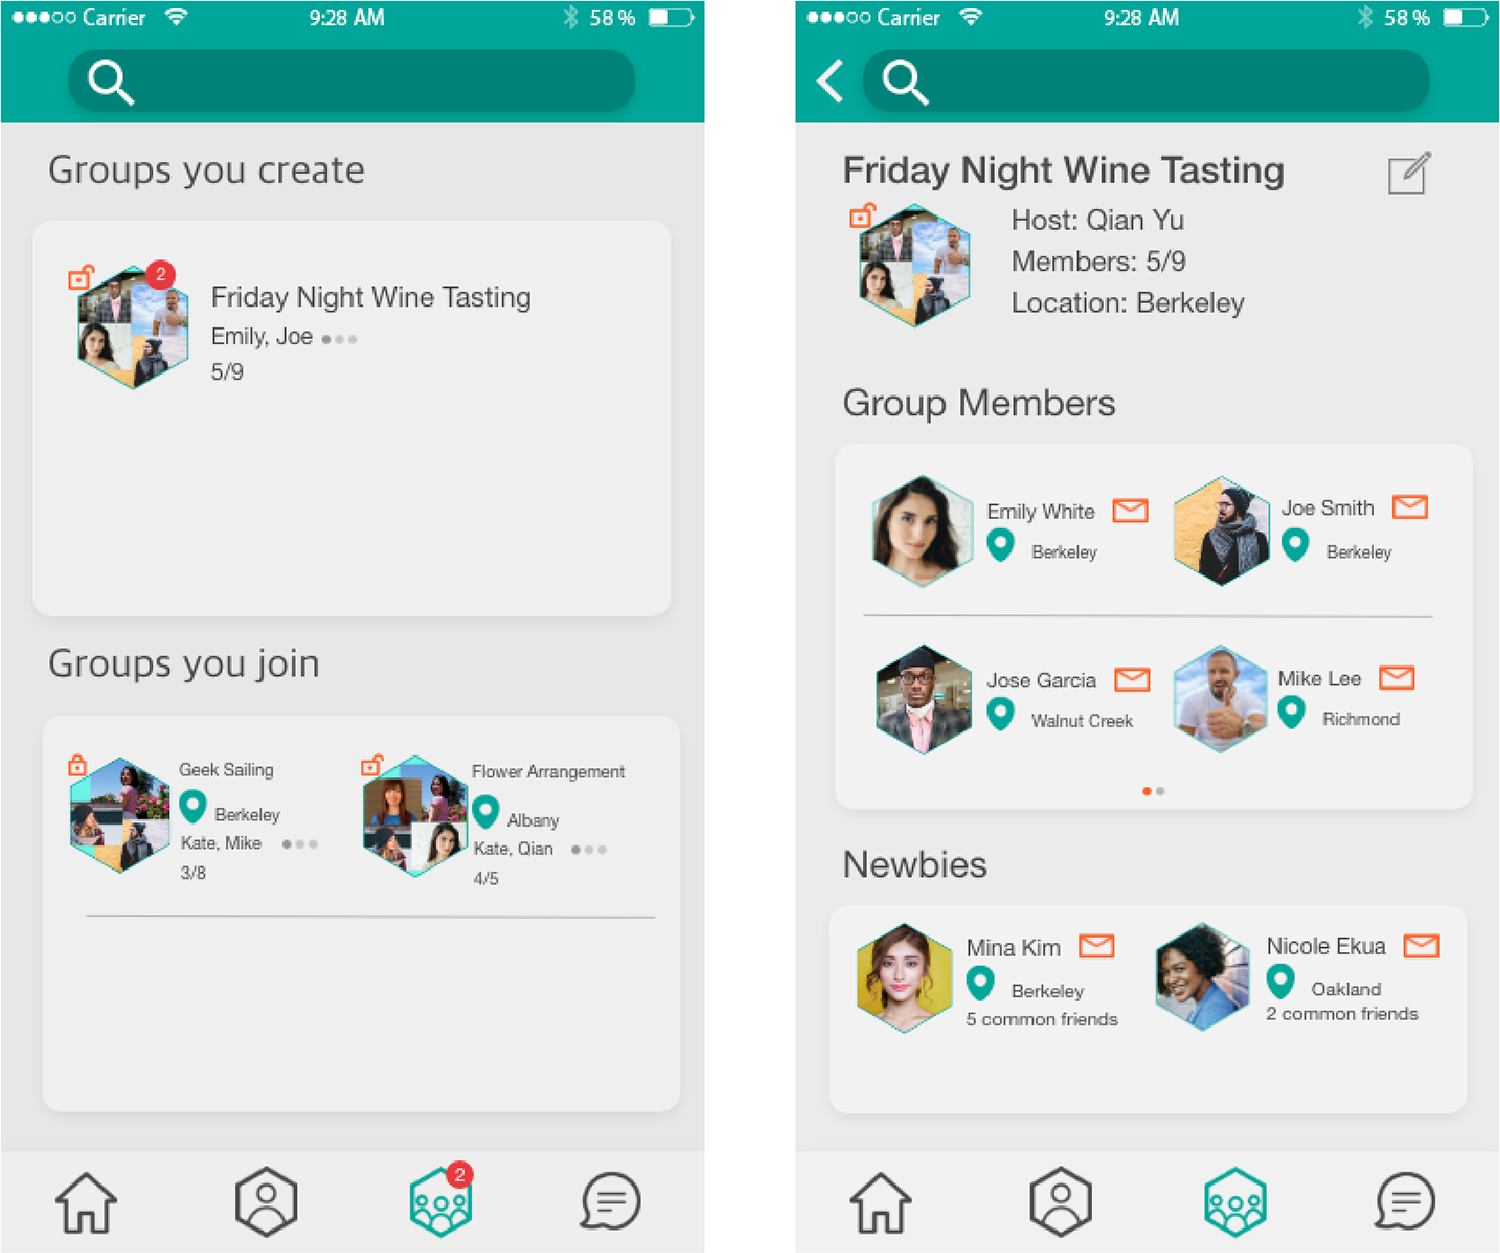 Carrier 9:28 AM 58 %
Groups you create
2
Friday Night Wine Tasting
Emily, Joe
5/9
Groups you join
Geek Sailing
Berkeley
Kate, Mike
3/8
Flower Arrangement
Albany
Kate, Qian
4/5
2
Carrier 9:28 AM 58 %
Friday Night Wine Tasting
Host: Qian Yu
Members: 5/9
Location: Berkeley
Group Members
Emily White
Berkeley
Joe Smith
Berkeley
Jose Garcia
Walnut Creek
Mike Lee
Richmond
Newbies
Mina Kim
Berkeley
5 common friends
Nicole Ekua
Oakland
2 common friends